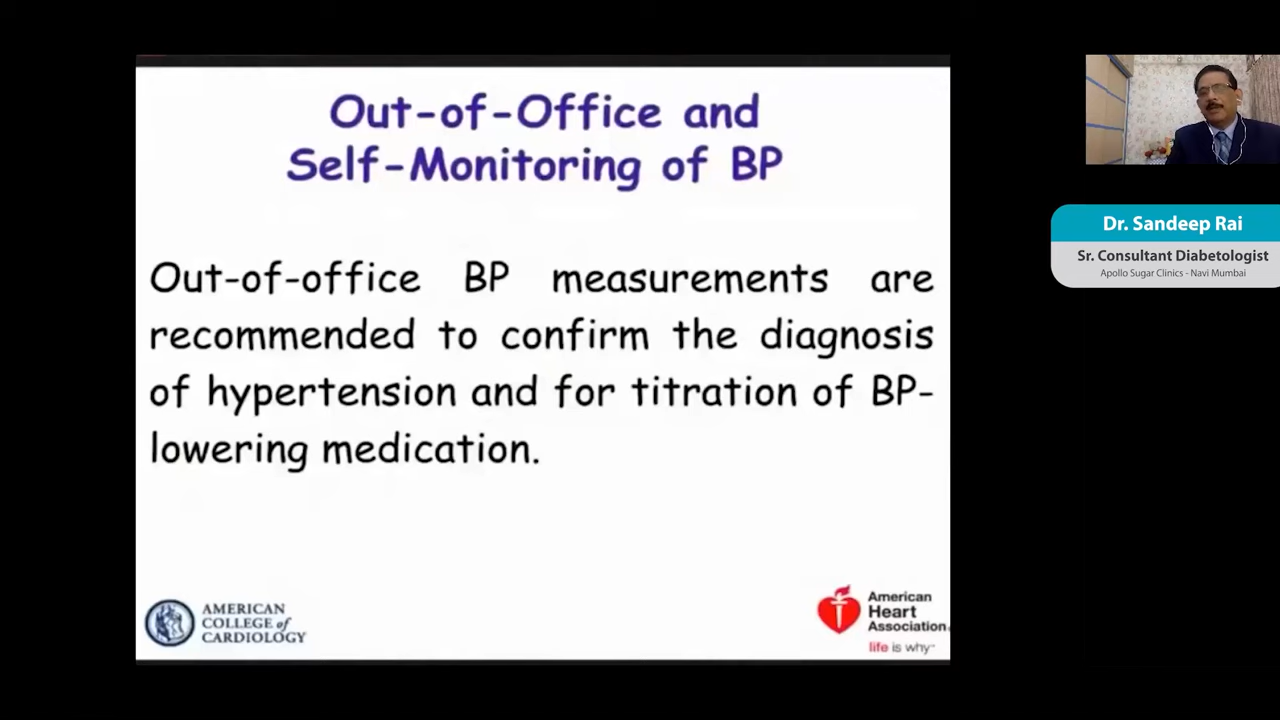 Out-of-Office and
Self-Monitoring of BP
Out-of-office BP measurements are
recommended to confirm the diagnosis
of hypertension and for titration of BP-
lowering medication.
AMERICAN
COLLEGE of
CARDIOLOGY
American
Heart
Association
life is why™
Dr. Sandeep Rai
Sr. Consultant Diabetologist
Apollo Sugar Clinics - Navi Mumbai